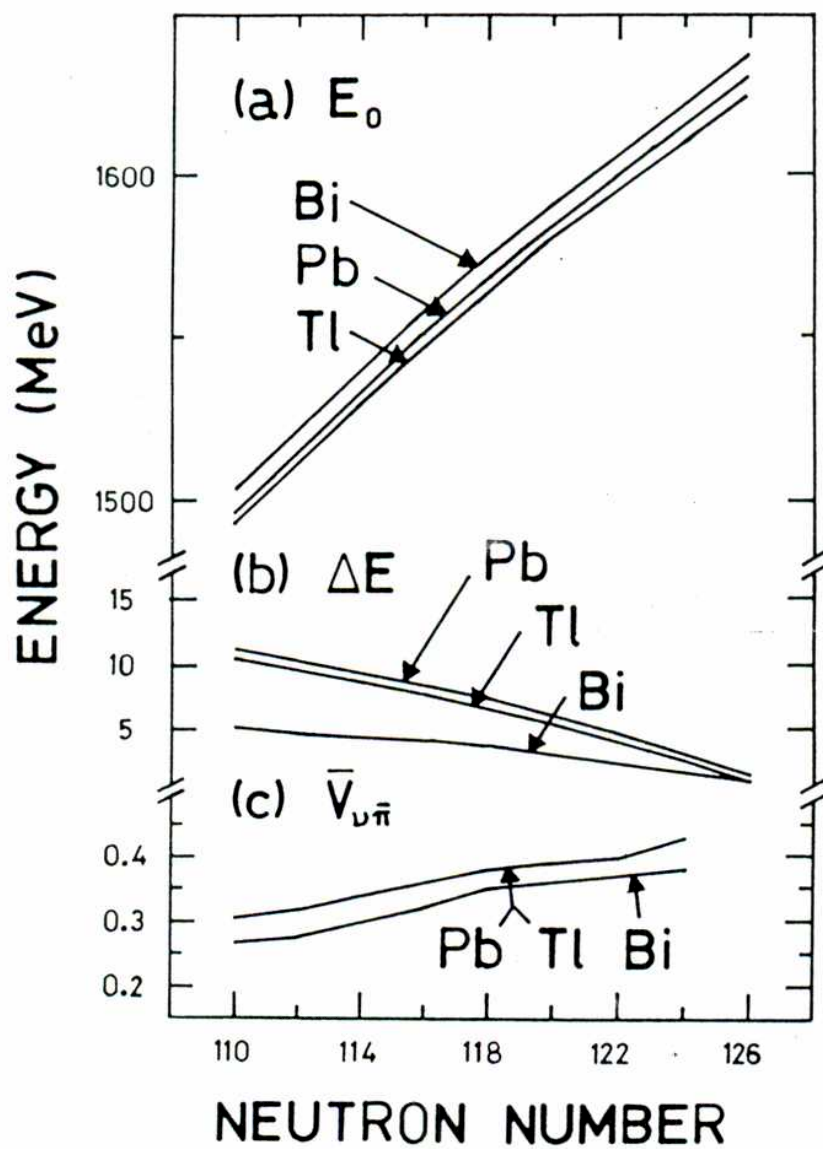 (a) E₀
1600
Bi
Pb
Tl
1500
ENERGY (MeV)
(b) ΔE
Pb
15
Tl
10
Bi
5
(c) V̄νπ̄
0.4
0.3
Pb Tl Bi
0.2
110 114 118 122 126
NEUTRON NUMBER